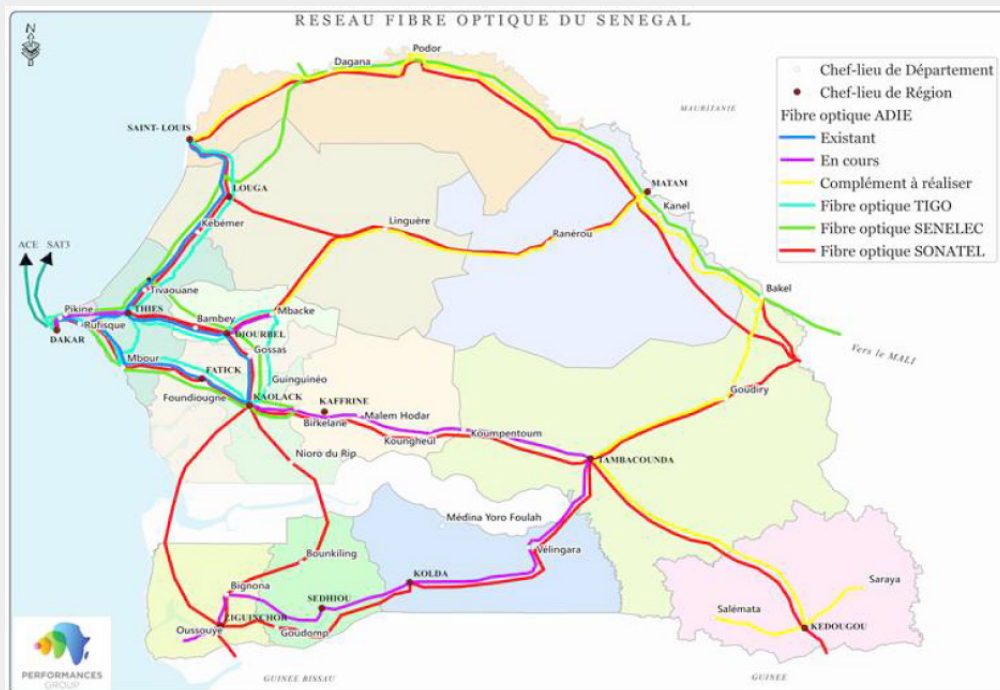 RESEAU FIBRE OPTIQUE DU SENEGAL
N
Podor
Dagana
Chef-lieu de Département
Chef-lieu de Région
Fibre optique ADIE
Existant
En cours
Complément à réaliser
Fibre optique TIGO
Fibre optique SENELEC
Fibre optique SONATEL
MAURITANIE
SAINT- LOUIS
LOUGA
MATAM
Kanel
Kébémer
Linguère
Ranérou
ACE SAT3
Tivaouane
Bakel
Pikine
THIES
Mbacke
Rufisque
Bambey
DIOURBEL
DAKAR
Vers le MALI
Gossas
Mbour
FATICK
Guinguinéo
Goudiry
Foundiougne
KAOLACK
KAFFRINE
Malem Hodar
Birkelane
Koungheul
Koumpentoum
Nioro du Rip
TAMBACOUNDA
Médina Yoro Foulah
Vélingara
Bounkiling
KOLDA
Bignona
SEDHIOU
Saraya
Salémata
ZIGUINCHOR
Oussouye
Goudomp
KEDOUGOU
PERFORMANCES
GROUP
GUINEE BISSAU
GUINEE